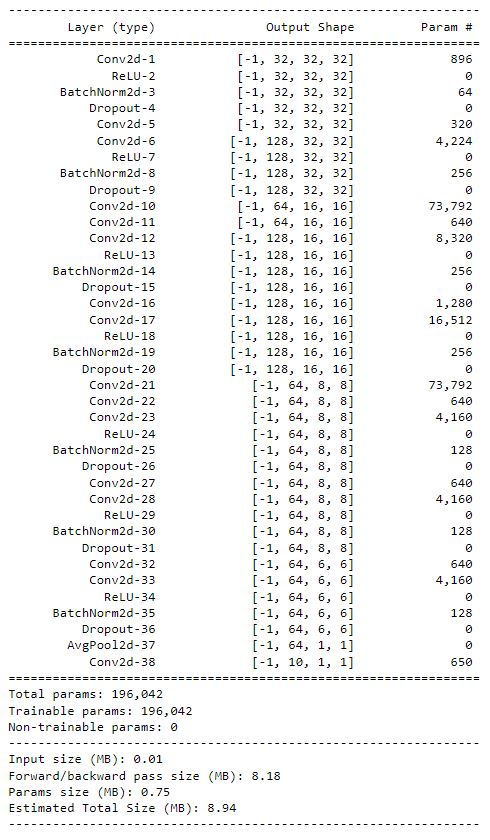 ----------------------------------------------------------------
Layer (type) Output Shape Param #
================================================================
Conv2d-1 [-1, 32, 32, 32] 896
ReLU-2 [-1, 32, 32, 32] 0
BatchNorm2d-3 [-1, 32, 32, 32] 64
Dropout-4 [-1, 32, 32, 32] 0
Conv2d-5 [-1, 32, 32, 32] 320
Conv2d-6 [-1, 128, 32, 32] 4,224
ReLU-7 [-1, 128, 32, 32] 0
BatchNorm2d-8 [-1, 128, 32, 32] 256
Dropout-9 [-1, 128, 32, 32] 0
Conv2d-10 [-1, 64, 16, 16] 73,792
Conv2d-11 [-1, 64, 16, 16] 640
Conv2d-12 [-1, 128, 16, 16] 8,320
ReLU-13 [-1, 128, 16, 16] 0
BatchNorm2d-14 [-1, 128, 16, 16] 256
Dropout-15 [-1, 128, 16, 16] 0
Conv2d-16 [-1, 128, 16, 16] 1,280
Conv2d-17 [-1, 128, 16, 16] 16,512
ReLU-18 [-1, 128, 16, 16] 0
BatchNorm2d-19 [-1, 128, 16, 16] 256
Dropout-20 [-1, 128, 16, 16] 0
Conv2d-21 [-1, 64, 8, 8] 73,792
Conv2d-22 [-1, 64, 8, 8] 640
Conv2d-23 [-1, 64, 8, 8] 4,160
ReLU-24 [-1, 64, 8, 8] 0
BatchNorm2d-25 [-1, 64, 8, 8] 128
Dropout-26 [-1, 64, 8, 8] 0
Conv2d-27 [-1, 64, 8, 8] 640
Conv2d-28 [-1, 64, 8, 8] 4,160
ReLU-29 [-1, 64, 8, 8] 0
BatchNorm2d-30 [-1, 64, 8, 8] 128
Dropout-31 [-1, 64, 8, 8] 0
Conv2d-32 [-1, 64, 6, 6] 640
Conv2d-33 [-1, 64, 6, 6] 4,160
ReLU-34 [-1, 64, 6, 6] 0
BatchNorm2d-35 [-1, 64, 6, 6] 128
Dropout-36 [-1, 64, 6, 6] 0
AvgPool2d-37 [-1, 64, 1, 1] 0
Conv2d-38 [-1, 10, 1, 1] 650
================================================================
Total params: 196,042
Trainable params: 196,042
Non-trainable params: 0
----------------------------------------------------------------
Input size (MB): 0.01
Forward/backward pass size (MB): 8.18
Params size (MB): 0.75
Estimated Total Size (MB): 8.94
----------------------------------------------------------------